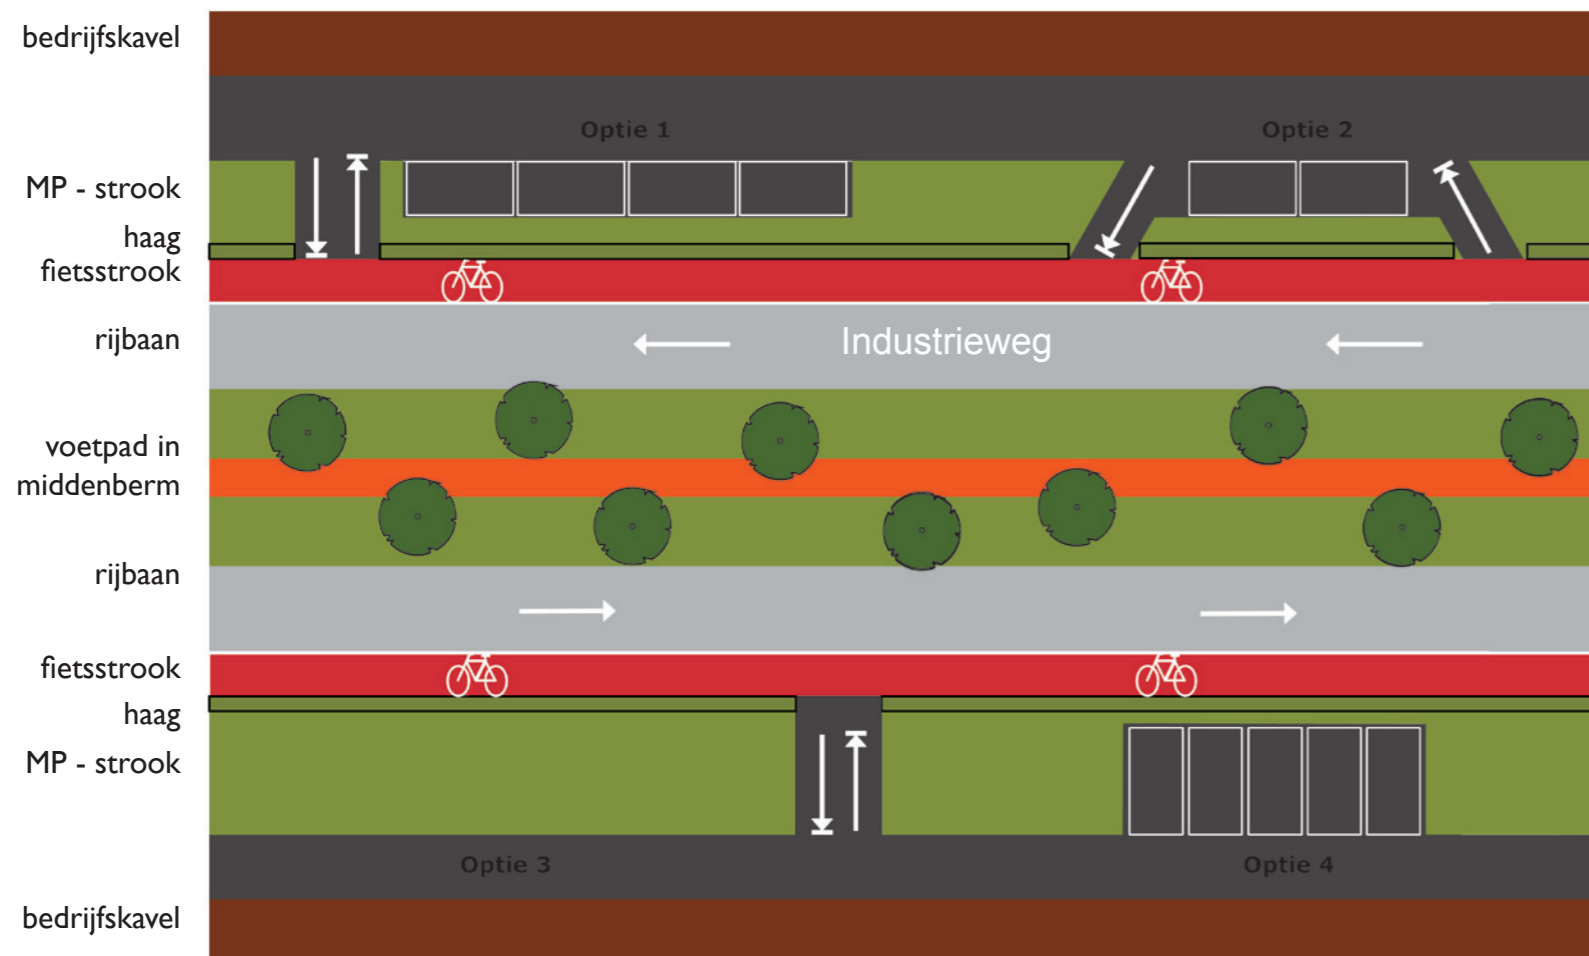 bedrijfskavel
Optie 1
Optie 2
MP - strook
haag
fietsstrook
rijbaan
Industrieweg
voetpad in
middenberm
rijbaan
fietsstrook
haag
MP - strook
Optie 3
Optie 4
bedrijfskavel